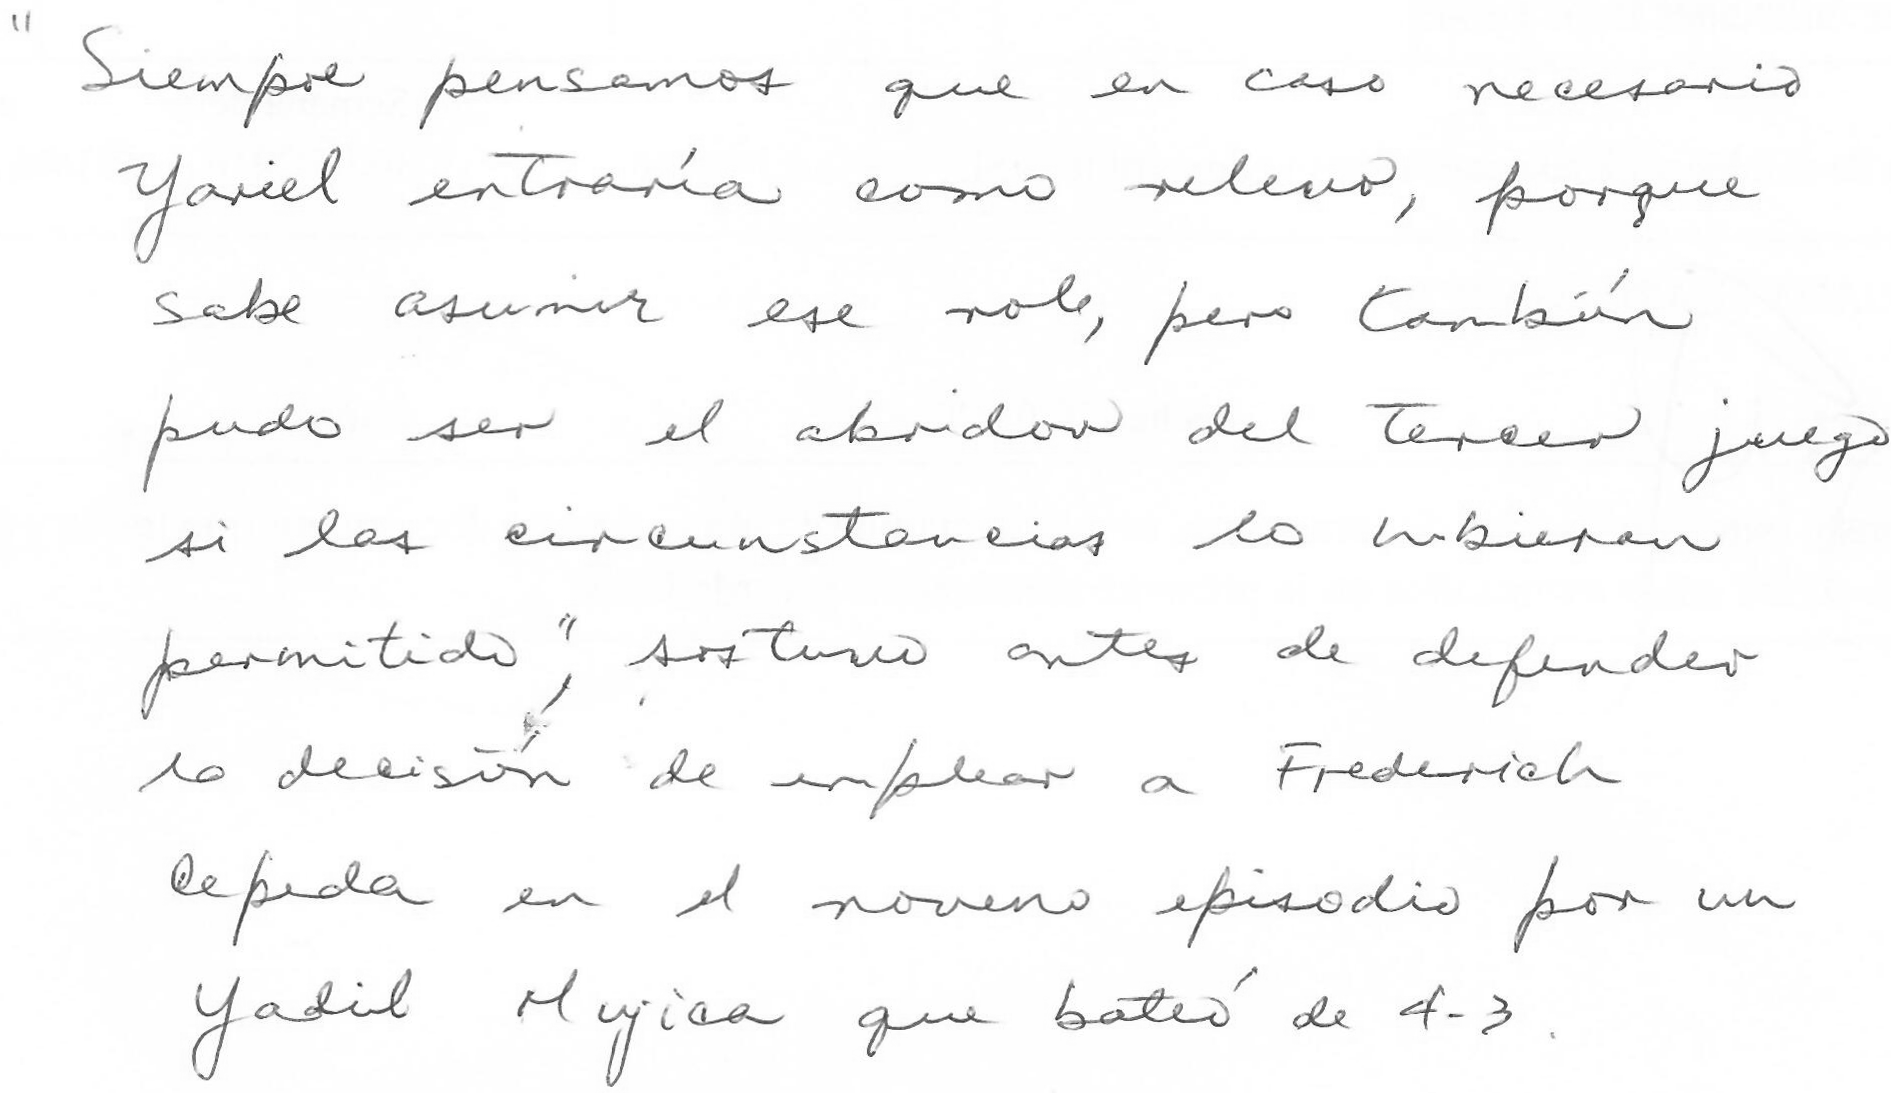 "Siempre pensamos que en caso necesario
Yariel entraría como relevo, porque
sabe asumir ese role, pero también
pudo ser el abridor del tercer juego
si las circunstancias lo hubieran
permitido", sostuvo antes de defender
la decisión de emplear a Frederich
Cepeda en el noveno episodio por un
Yadil Mujica que bateó de 4-3.